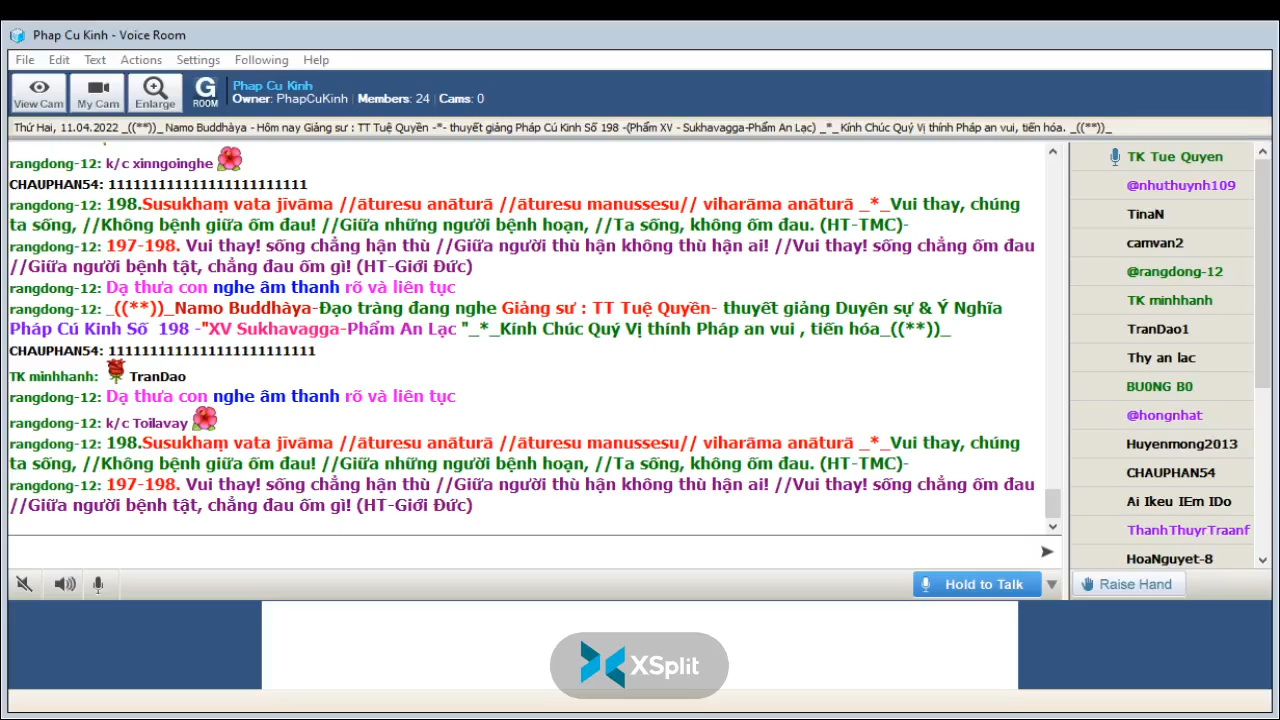 Phap Cu Kinh - Voice Room
File Edit Text Actions Settings Following Help
View Cam My Cam Enlarge G ROOM
Phap Cu Kinh
Owner: PhapCuKinh | Members: 24 | Cams: 0
Thứ Hai, 11.04.2022 _((**))_ Namo Buddhàya - Hôm nay Giảng sư : TT Tuệ Quyền -*- thuyết giảng Pháp Cú Kinh Số 198 -(Phẩm XV - Sukhavagga-Phẩm An Lạc) _*_ Kính Chúc Quý Vị thính Pháp an vui, tiến hóa. _((**))_
rangdong-12: k/c xinngoinghe
CHAUPHAN54: 111111111111111111111111
rangdong-12: 198.Susukhaṃ vata jīvāma //āturesu anāturā //āturesu manussesu// viharāma anāturā _*_Vui thay, chúng
ta sống, //Không bệnh giữa ốm đau! //Giữa những người bệnh hoạn, //Ta sống, không ốm đau. (HT-TMC)-
rangdong-12: 197-198. Vui thay! sống chẳng hận thù //Giữa người thù hận không thù hận ai! //Vui thay! sống chẳng ốm đau
//Giữa người bệnh tật, chẳng đau ốm gì! (HT-Giới Đức)
rangdong-12: Dạ thưa con nghe âm thanh rõ và liên tục
rangdong-12: _((**))_Namo Buddhàya-Đạo tràng đang nghe Giảng sư : TT Tuệ Quyền- thuyết giảng Duyên sự & Ý Nghĩa
Pháp Cú Kinh Số 198 -"XV Sukhavagga-Phẩm An Lạc "_*_Kính Chúc Quý Vị thính Pháp an vui , tiến hóa_((**))_
CHAUPHAN54: 1111111111111111111111111
TK minhhanh: TranDao
rangdong-12: Dạ thưa con nghe âm thanh rõ và liên tục
rangdong-12: k/c Toilavay
rangdong-12: 198.Susukhaṃ vata jīvāma //āturesu anāturā //āturesu manussesu// viharāma anāturā _*_Vui thay, chúng
ta sống, //Không bệnh giữa ốm đau! //Giữa những người bệnh hoạn, //Ta sống, không ốm đau. (HT-TMC)-
rangdong-12: 197-198. Vui thay! sống chẳng hận thù //Giữa người thù hận không thù hận ai! //Vui thay! sống chẳng ốm đau
//Giữa người bệnh tật, chẳng đau ốm gì! (HT-Giới Đức)
TK Tue Quyen
@nhuthuynh109
TinaN
camvan2
@rangdong-12
TK minhhanh
TranDao1
Thy an lac
BU0NG B0
@hongnhat
Huyenmong2013
CHAUPHAN54
Ai Ikeu IEm IDo
ThanhThuyrTraanf
HoaNguyet-8
Hold to Talk
Raise Hand
XSplit